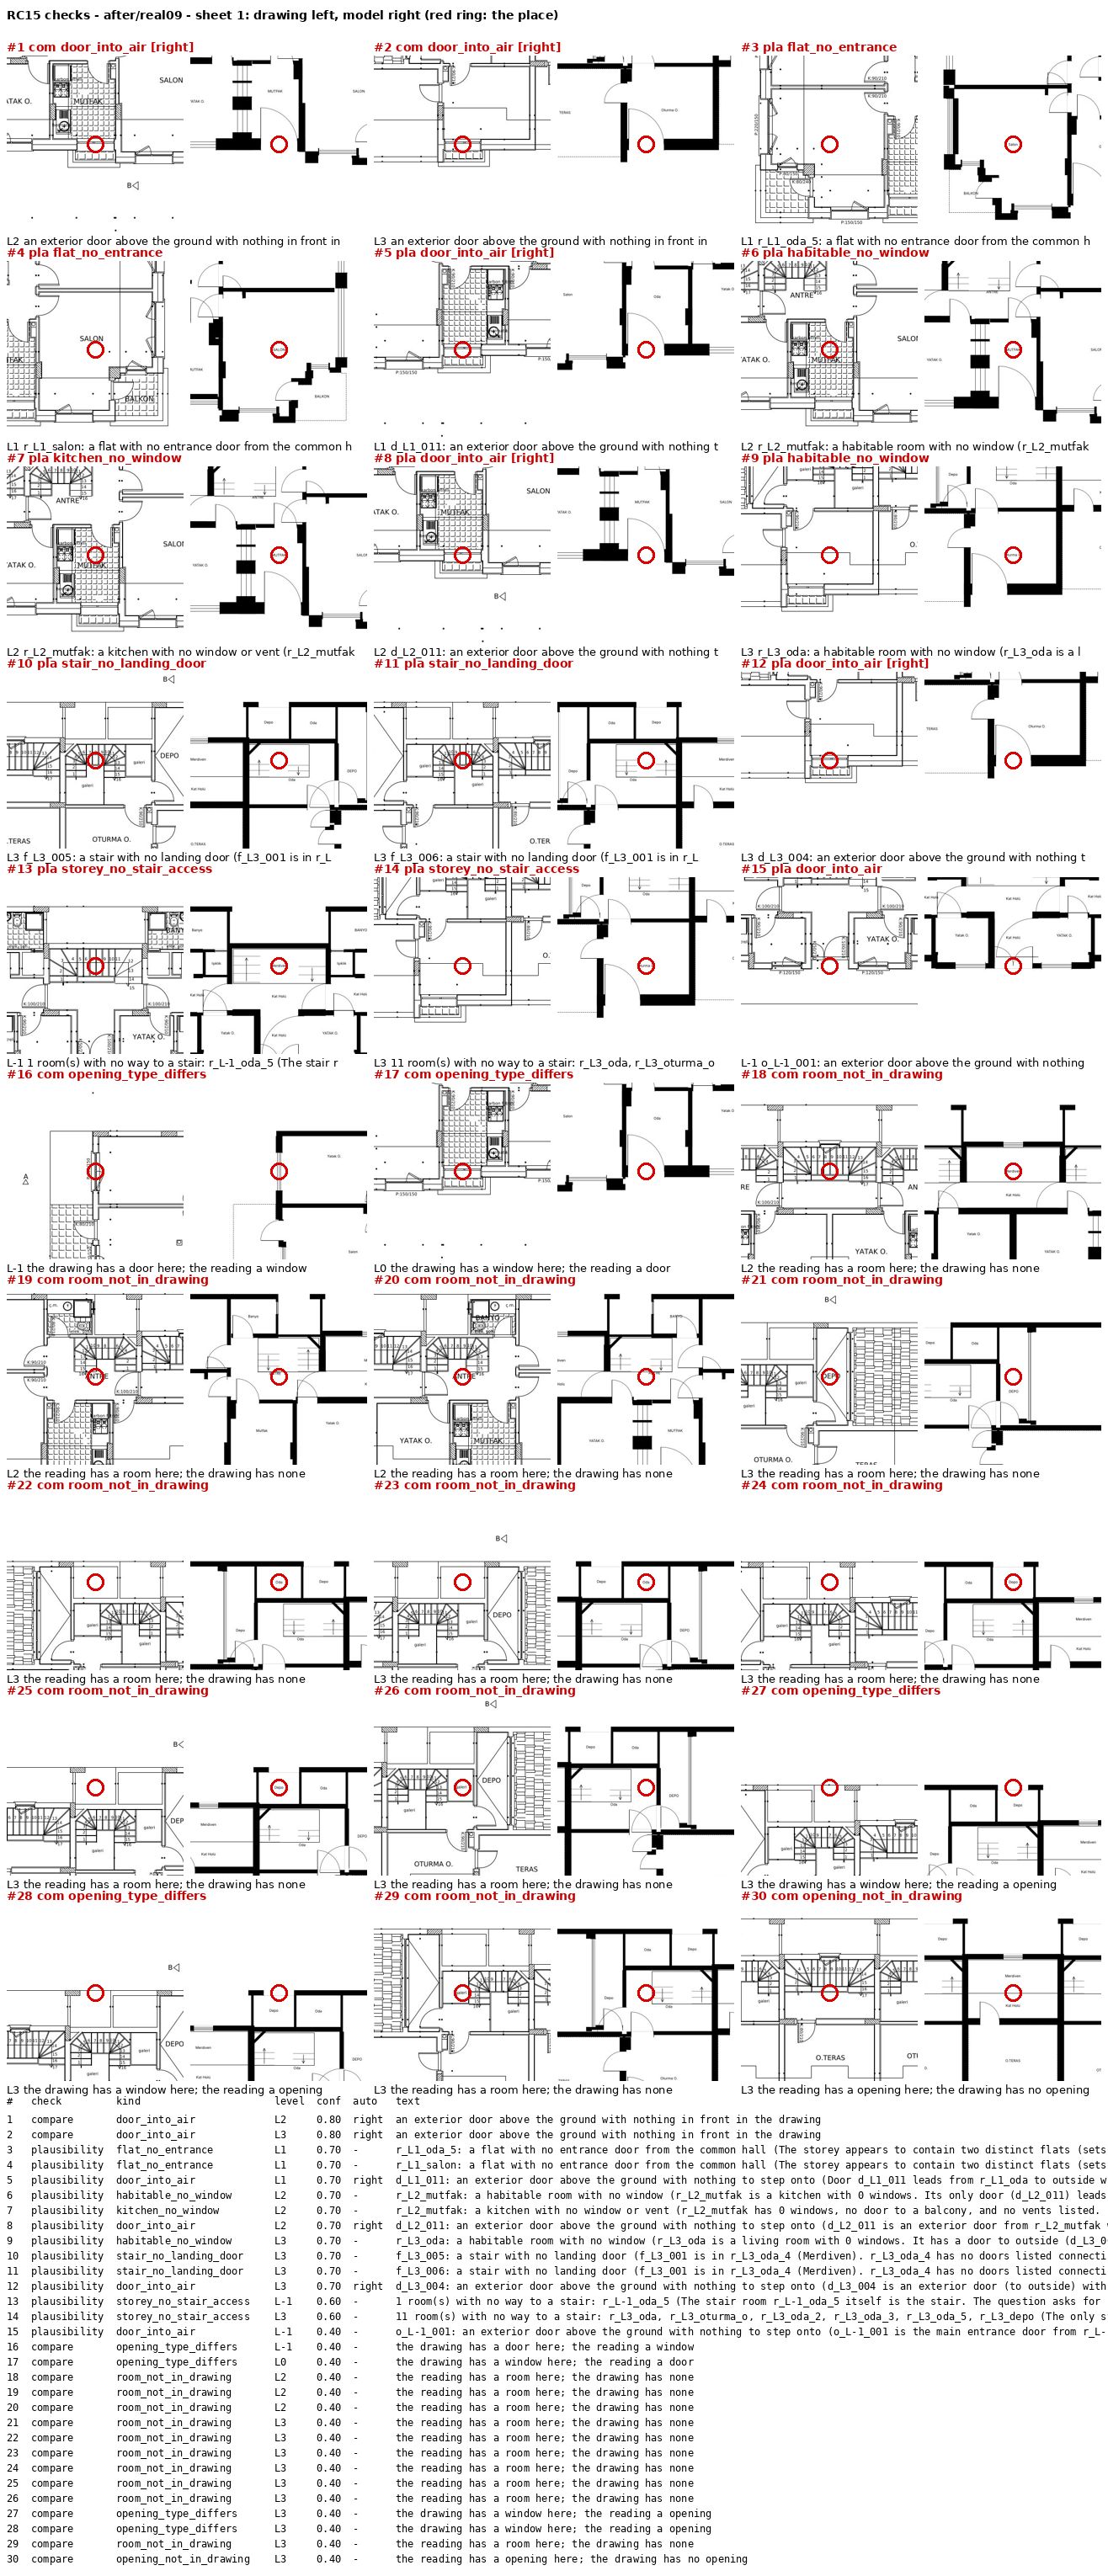 RC15 checks - after/real09 - sheet 1: drawing left, model right (red ring: the place)
#1 com door_into_air [right]
#2 com door_into_air [right]
#3 pla flat_no_entrance
L2 an exterior door above the ground with nothing in front in
L3 an exterior door above the ground with nothing in front in
L1 r_L1_oda_5: a flat with no entrance door from the common h
#4 pla flat_no_entrance
#5 pla door_into_air [right]
#6 pla habitable_no_window
L1 r_L1_salon: a flat with no entrance door from the common h
L1 d_L1_011: an exterior door above the ground with nothing t
L2 r_L2_mutfak: a habitable room with no window (r_L2_mutfak
#7 pla kitchen_no_window
#8 pla door_into_air [right]
#9 pla habitable_no_window
L2 r_L2_mutfak: a kitchen with no window or vent (r_L2_mutfak
L2 d_L2_011: an exterior door above the ground with nothing t
L3 r_L3_oda: a habitable room with no window (r_L3_oda is a l
#10 pla stair_no_landing_door
#11 pla stair_no_landing_door
#12 pla door_into_air [right]
L3 f_L3_005: a stair with no landing door (f_L3_001 is in r_L
L3 f_L3_006: a stair with no landing door (f_L3_001 is in r_L
L3 d_L3_004: an exterior door above the ground with nothing t
#13 pla storey_no_stair_access
#14 pla storey_no_stair_access
#15 pla door_into_air
L-1 1 room(s) with no way to a stair: r_L-1_oda_5 (The stair r
L3 11 room(s) with no way to a stair: r_L3_oda, r_L3_oturma_o
L-1 o_L-1_001: an exterior door above the ground with nothing
#16 com opening_type_differs
#17 com opening_type_differs
#18 com room_not_in_drawing
L-1 the drawing has a door here; the reading a window
L0 the drawing has a window here; the reading a door
L2 the reading has a room here; the drawing has none
#19 com room_not_in_drawing
#20 com room_not_in_drawing
#21 com room_not_in_drawing
L2 the reading has a room here; the drawing has none
L2 the reading has a room here; the drawing has none
L3 the reading has a room here; the drawing has none
#22 com room_not_in_drawing
#23 com room_not_in_drawing
#24 com room_not_in_drawing
L3 the reading has a room here; the drawing has none
L3 the reading has a room here; the drawing has none
L3 the reading has a room here; the drawing has none
#25 com room_not_in_drawing
#26 com room_not_in_drawing
#27 com opening_type_differs
L3 the reading has a room here; the drawing has none
L3 the reading has a room here; the drawing has none
L3 the drawing has a window here; the reading a opening
#28 com opening_type_differs
#29 com room_not_in_drawing
#30 com opening_not_in_drawing
L3 the drawing has a window here; the reading a opening
L3 the reading has a room here; the drawing has none
L3 the reading has a opening here; the drawing has no opening
# check kind level conf auto text
1 compare door_into_air L2 0.80 right an exterior door above the ground with nothing in front in the drawing
2 compare door_into_air L3 0.80 right an exterior door above the ground with nothing in front in the drawing
3 plausibility flat_no_entrance L1 0.70 - r_L1_oda_5: a flat with no entrance door from the common hall (The storey appears to contain two distinct flats (sets
4 plausibility flat_no_entrance L1 0.70 - r_L1_salon: a flat with no entrance door from the common hall (The storey appears to contain two distinct flats (sets
5 plausibility door_into_air L1 0.70 right d_L1_011: an exterior door above the ground with nothing to step onto (Door d_L1_011 leads from r_L1_oda to outside w
6 plausibility habitable_no_window L2 0.70 - r_L2_mutfak: a habitable room with no window (r_L2_mutfak is a kitchen with 0 windows. Its only door (d_L2_011) leads
7 plausibility kitchen_no_window L2 0.70 - r_L2_mutfak: a kitchen with no window or vent (r_L2_mutfak has 0 windows, no door to a balcony, and no vents listed.
8 plausibility door_into_air L2 0.70 right d_L2_011: an exterior door above the ground with nothing to step onto (d_L2_011 is an exterior door from r_L2_mutfak
9 plausibility habitable_no_window L3 0.70 - r_L3_oda: a habitable room with no window (r_L3_oda is a living room with 0 windows. It has a door to outside (d_L3_0
10 plausibility stair_no_landing_door L3 0.70 - f_L3_005: a stair with no landing door (f_L3_001 is in r_L3_oda_4 (Merdiven). r_L3_oda_4 has no doors listed connecti
11 plausibility stair_no_landing_door L3 0.70 - f_L3_006: a stair with no landing door (f_L3_001 is in r_L3_oda_4 (Merdiven). r_L3_oda_4 has no doors listed connecti
12 plausibility door_into_air L3 0.70 right d_L3_004: an exterior door above the ground with nothing to step onto (d_L3_004 is an exterior door (to outside) with
13 plausibility storey_no_stair_access L-1 0.60 - 1 room(s) with no way to a stair: r_L-1_oda_5 (The stair room r_L-1_oda_5 itself is the stair. The question asks for
14 plausibility storey_no_stair_access L3 0.60 - 11 room(s) with no way to a stair: r_L3_oda, r_L3_oturma_o, r_L3_oda_2, r_L3_oda_3, r_L3_oda_5, r_L3_depo (The only s
15 plausibility door_into_air L-1 0.40 - o_L-1_001: an exterior door above the ground with nothing to step onto (o_L-1_001 is the main entrance door from r_L-
16 compare opening_type_differs L-1 0.40 - the drawing has a door here; the reading a window
17 compare opening_type_differs L0 0.40 - the drawing has a window here; the reading a door
18 compare room_not_in_drawing L2 0.40 - the reading has a room here; the drawing has none
19 compare room_not_in_drawing L2 0.40 - the reading has a room here; the drawing has none
20 compare room_not_in_drawing L2 0.40 - the reading has a room here; the drawing has none
21 compare room_not_in_drawing L3 0.40 - the reading has a room here; the drawing has none
22 compare room_not_in_drawing L3 0.40 - the reading has a room here; the drawing has none
23 compare room_not_in_drawing L3 0.40 - the reading has a room here; the drawing has none
24 compare room_not_in_drawing L3 0.40 - the reading has a room here; the drawing has none
25 compare room_not_in_drawing L3 0.40 - the reading has a room here; the drawing has none
26 compare room_not_in_drawing L3 0.40 - the reading has a room here; the drawing has none
27 compare opening_type_differs L3 0.40 - the drawing has a window here; the reading a opening
28 compare opening_type_differs L3 0.40 - the drawing has a window here; the reading a opening
29 compare room_not_in_drawing L3 0.40 - the reading has a room here; the drawing has none
30 compare opening_not_in_drawing L3 0.40 - the reading has a opening here; the drawing has no opening